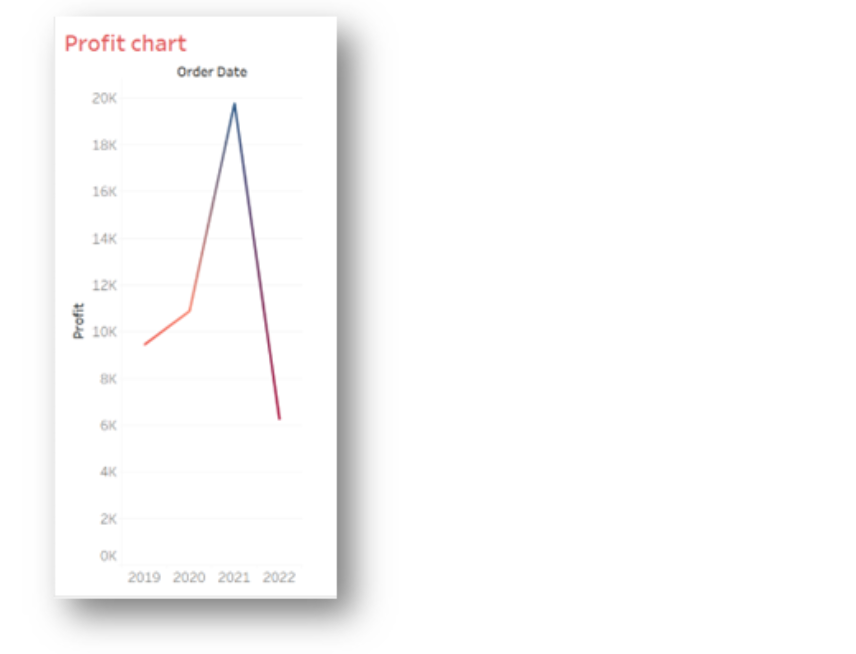 Profit chart
Order Date
20K
18K
16K
14K
12K
Profit
10K
8K
6K
4K
2K
0K
2019 2020 2021 2022